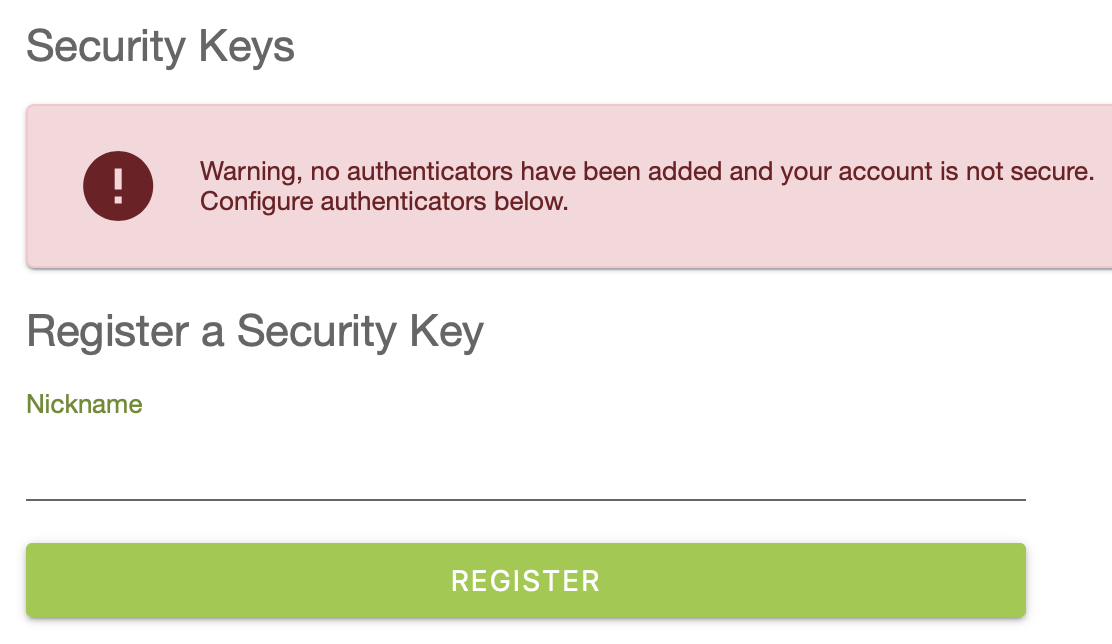 Security Keys
Warning, no authenticators have been added and your account is not secure.
Configure authenticators below.
Register a Security Key
Nickname
REGISTER